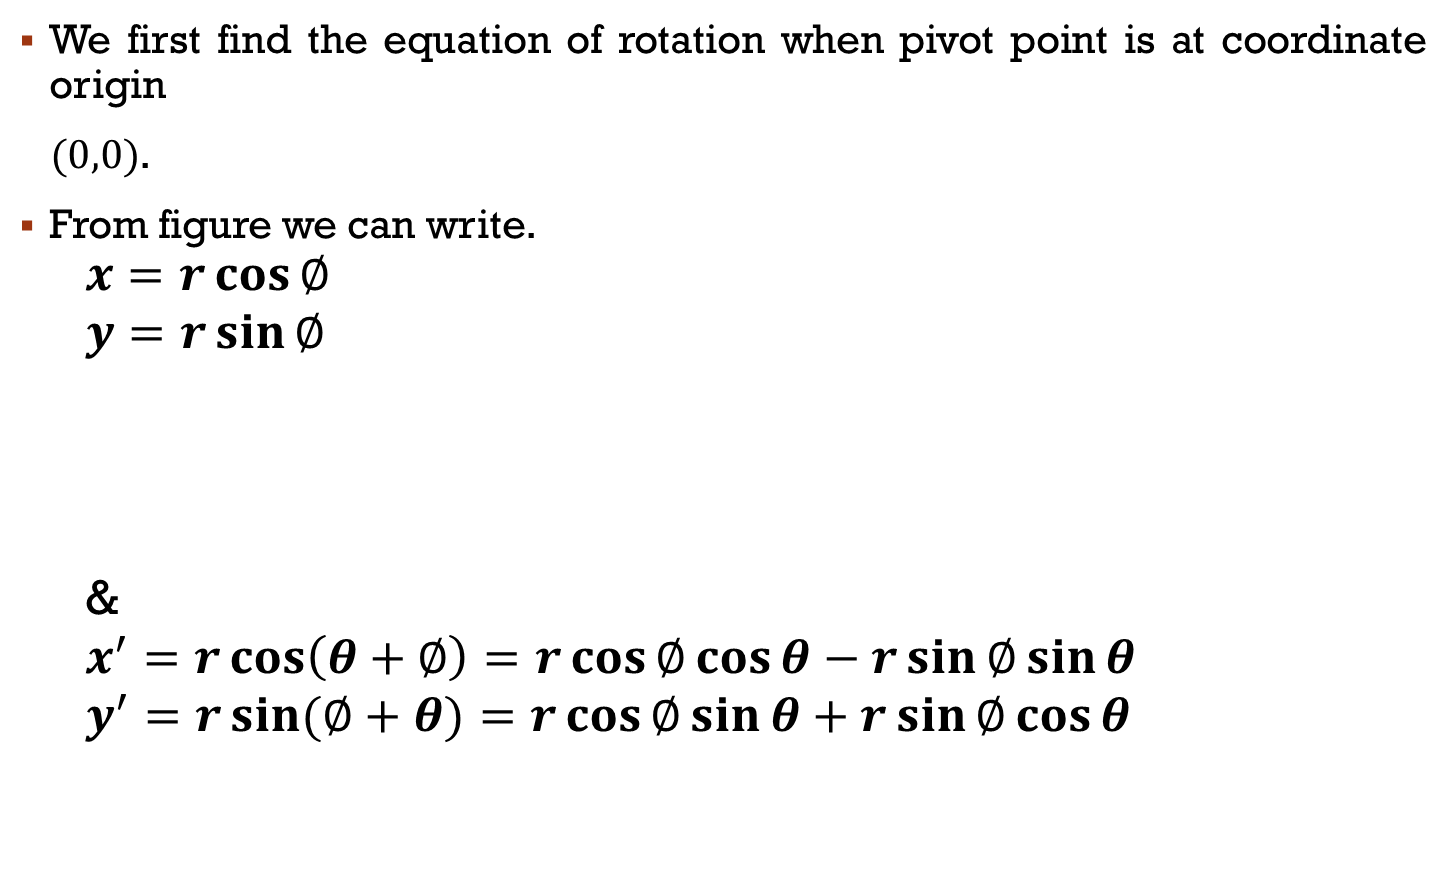 ▪ We first find the equation of rotation when pivot point is at coordinate
origin
(0,0).
▪ From figure we can write.
x = r cos ∅
y = r sin ∅
&
x′ = r cos(θ + ∅) = r cos ∅ cos θ − r sin ∅ sin θ
y′ = r sin(∅ + θ) = r cos ∅ sin θ + r sin ∅ cos θ